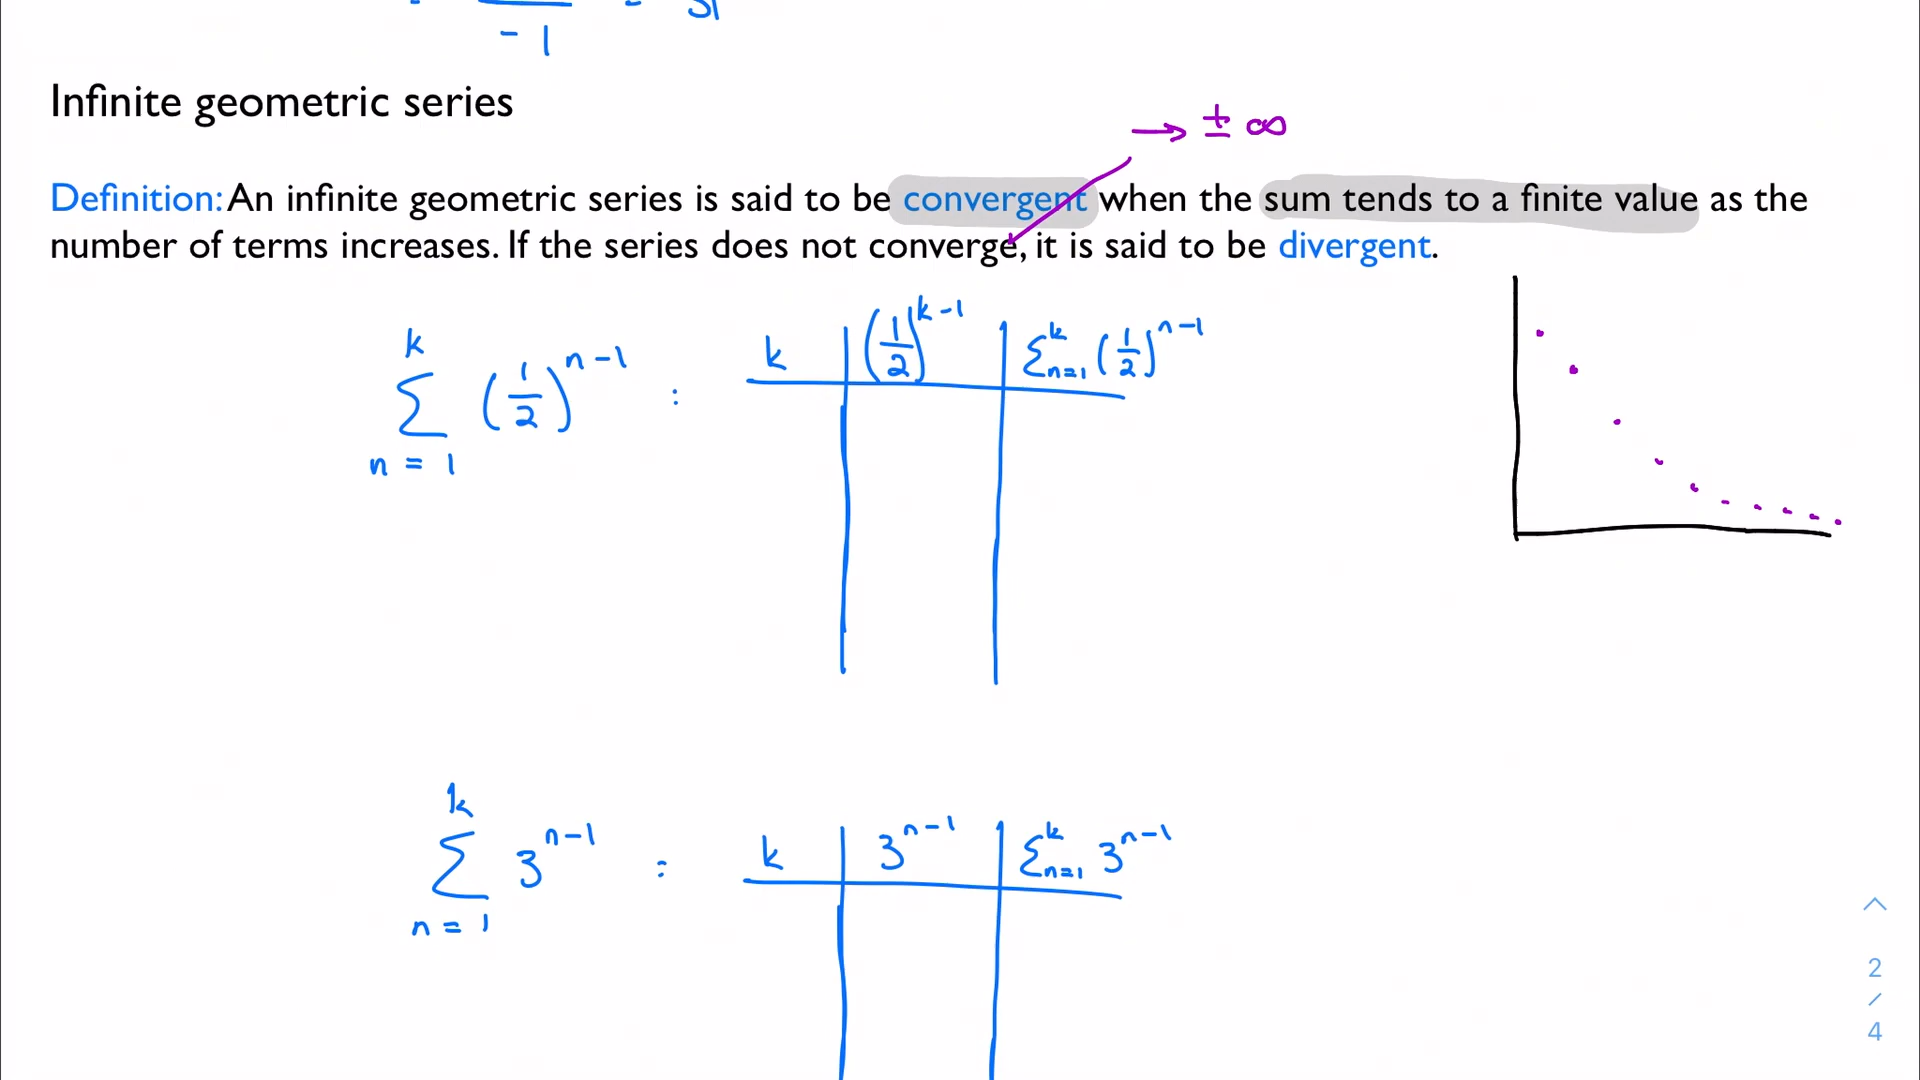 - 1
Infinite geometric series
→ ± ∞
Definition: An infinite geometric series is said to be convergent when the sum tends to a finite value as the
number of terms increases. If the series does not converge, it is said to be divergent.
k
∑ (1/2)^{n-1} :
n = 1
k | (1/2)^{k-1} | ∑_{n=1}^{k} (1/2)^{n-1}
k
∑ 3^{n-1} :
n = 1
k | 3^{n-1} | ∑_{n=1}^{k} 3^{n-1}
2
/
4